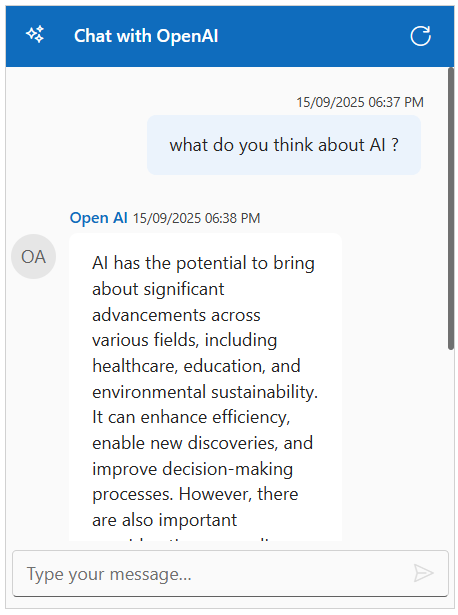 Chat with OpenAI
15/09/2025 06:37 PM
what do you think about AI ?
Open AI 15/09/2025 06:38 PM
OA
AI has the potential to bring
about significant
advancements across
various fields, including
healthcare, education, and
environmental sustainability.
It can enhance efficiency,
enable new discoveries, and
improve decision-making
processes. However, there
are also important
Type your message...